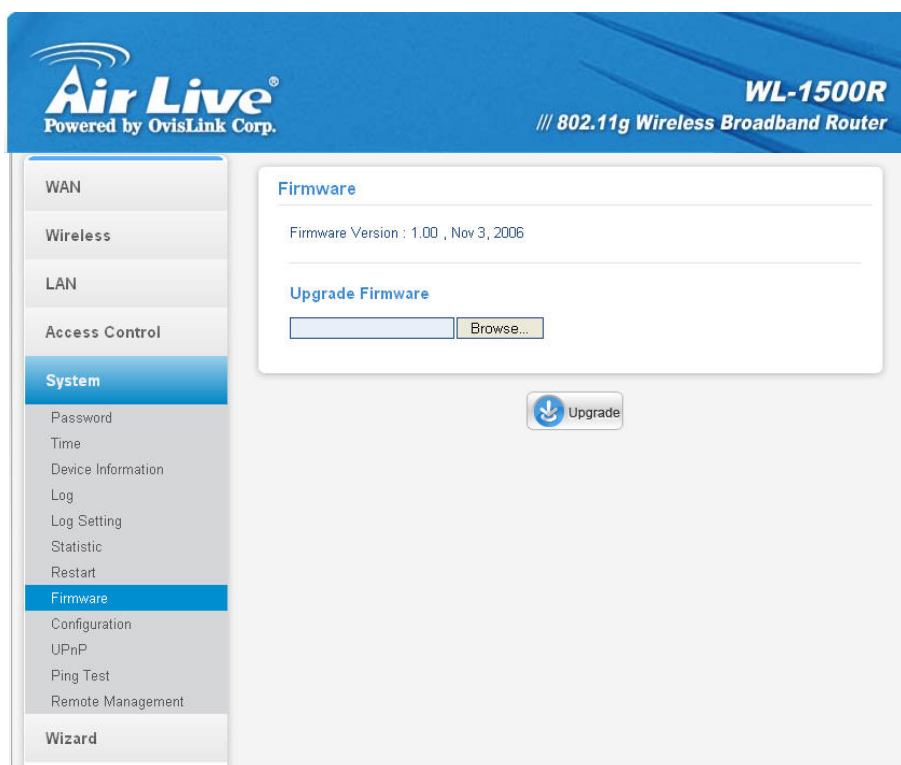 Air Live®
Powered by OvisLink Corp.
WL-1500R
/// 802.11g Wireless Broadband Router
WAN
Wireless
LAN
Access Control
System
Password
Time
Device Information
Log
Log Setting
Statistic
Restart
Firmware
Configuration
UPnP
Ping Test
Remote Management
Wizard
Firmware
Firmware Version : 1.00 , Nov 3, 2006
Upgrade Firmware
Browse...
Upgrade